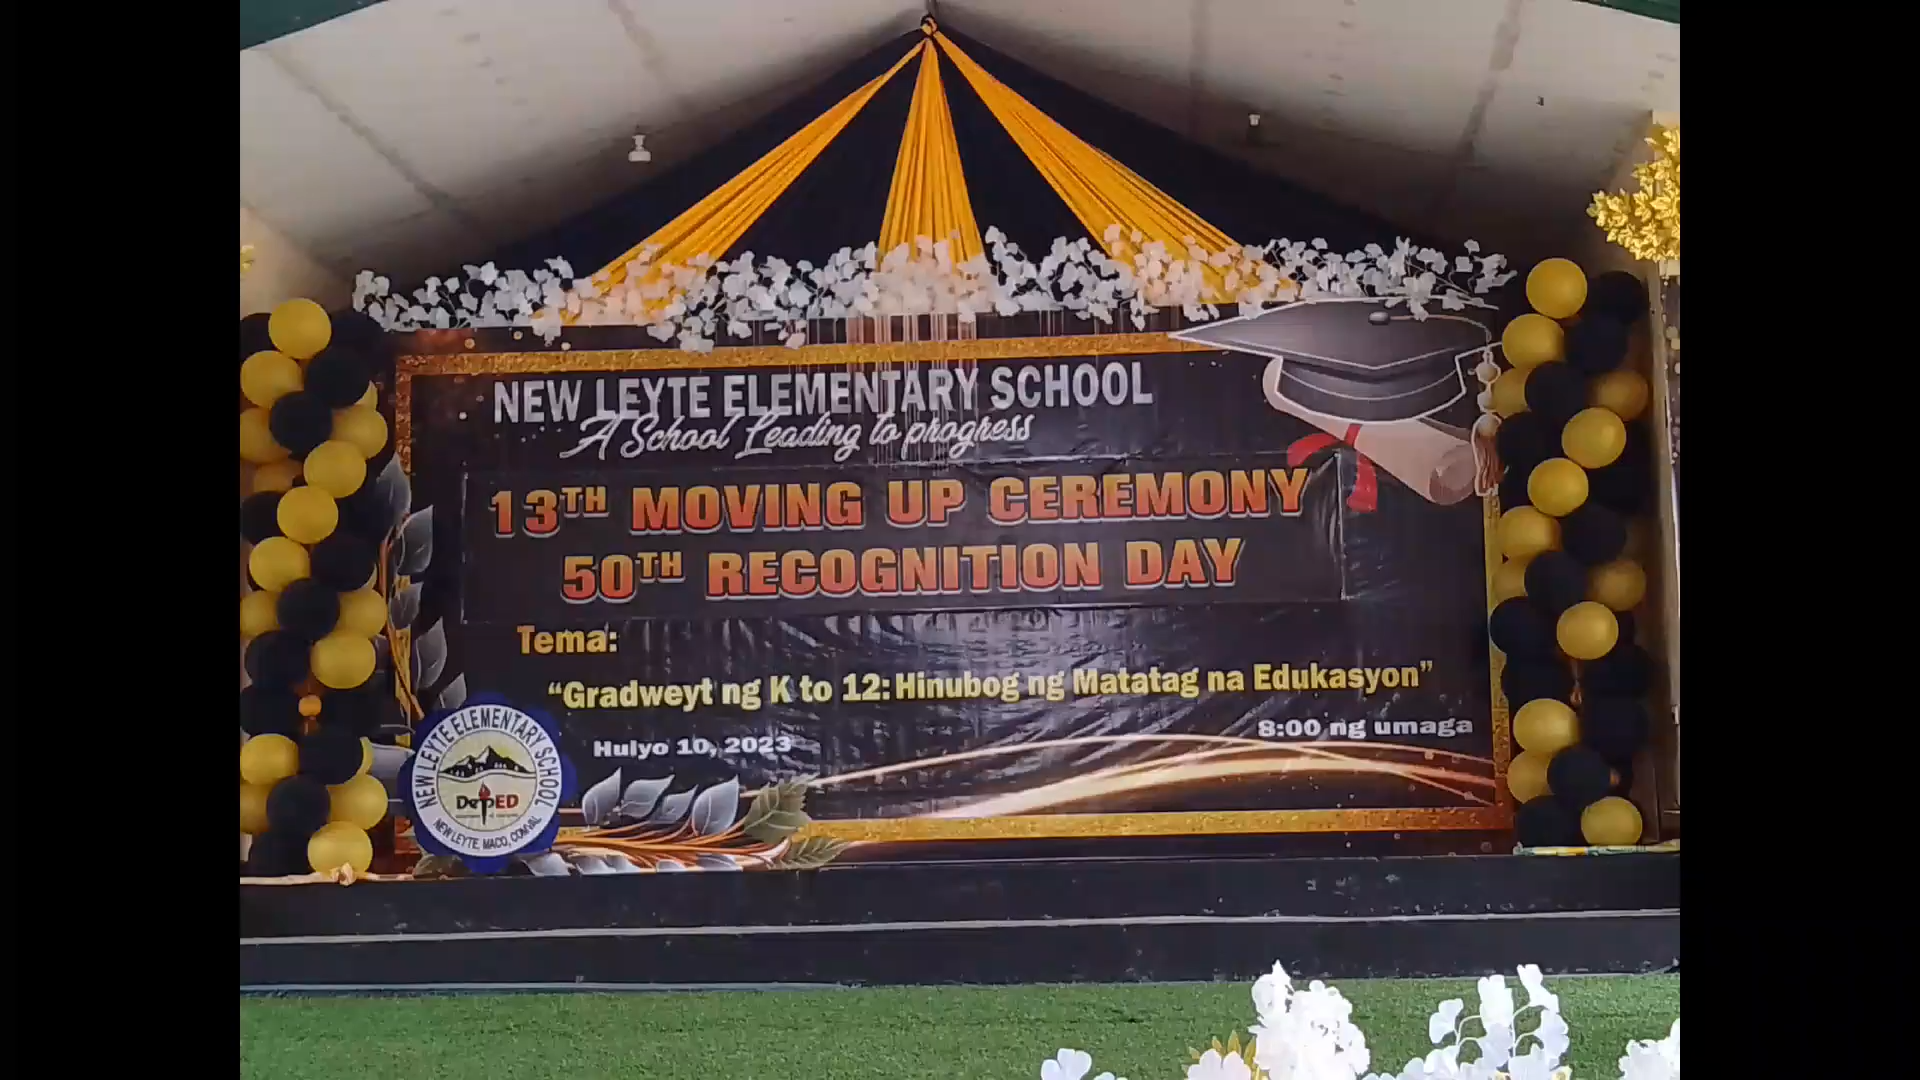 NEW LEYTE ELEMENTARY SCHOOL
A School Leading to progress
13TH MOVING UP CEREMONY
50TH RECOGNITION DAY
Tema:
“Gradweyt ng K to 12: Hinubog ng Matatag na Edukasyon”
8:00 ng umaga
Hulyo 10, 2023
NEW LEYTE ELEMENTARY SCHOOL
DepED
NEW LEYTE, MACO, COMVAL